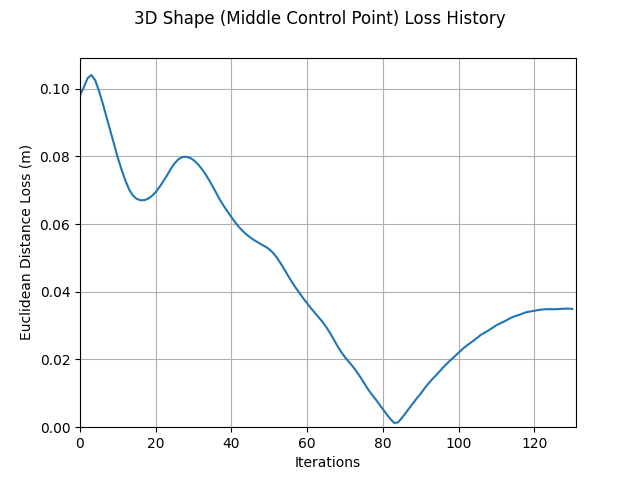 3D Shape (Middle Control Point) Loss History
Euclidean Distance Loss (m)
0.10
0.08
0.06
0.04
0.02
0.00
0 20 40 60 80 100 120
Iterations